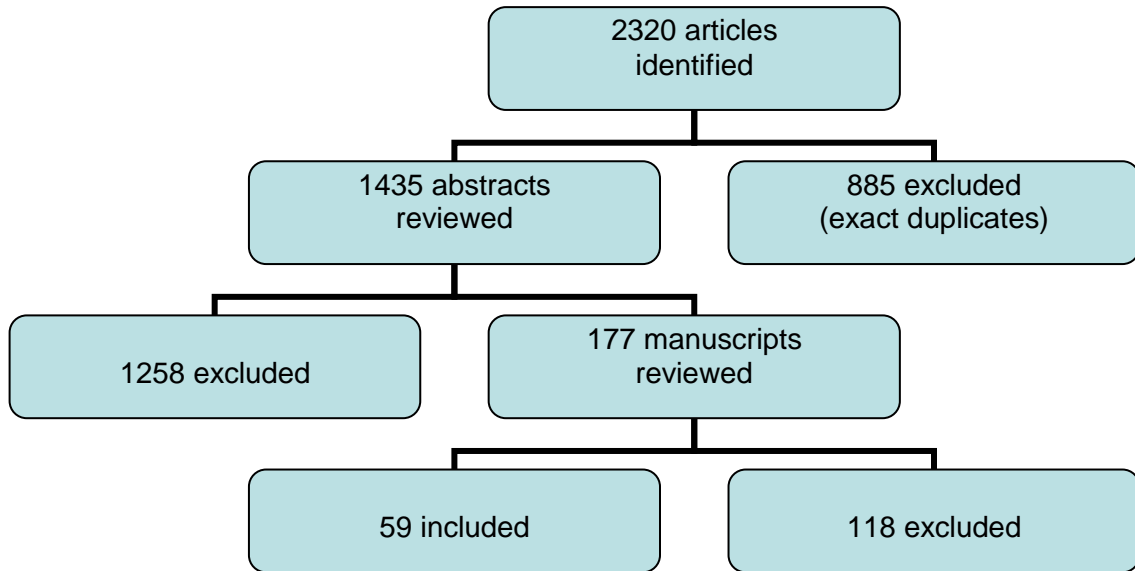 2320 articles
identified
1435 abstracts
reviewed
885 excluded
(exact duplicates)
1258 excluded
177 manuscripts
reviewed
59 included
118 excluded